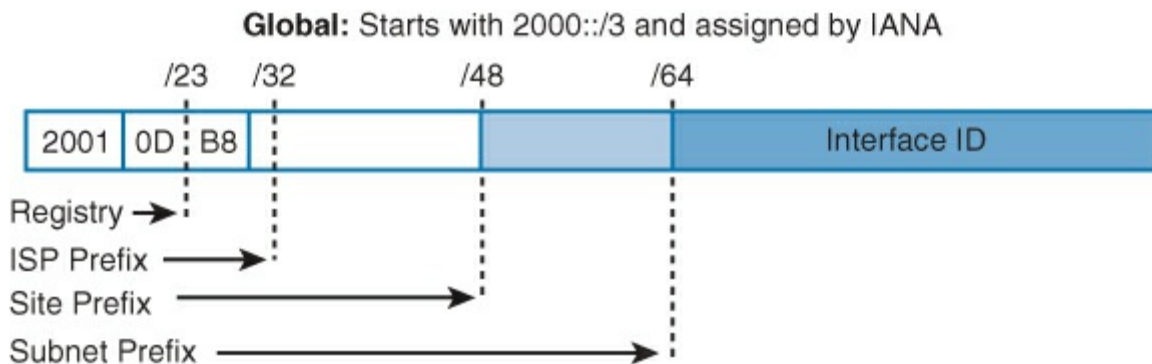 Global: Starts with 2000::/3 and assigned by IANA
/23 /32 /48 /64
2001 0D B8 Interface ID
Registry
ISP Prefix
Site Prefix
Subnet Prefix